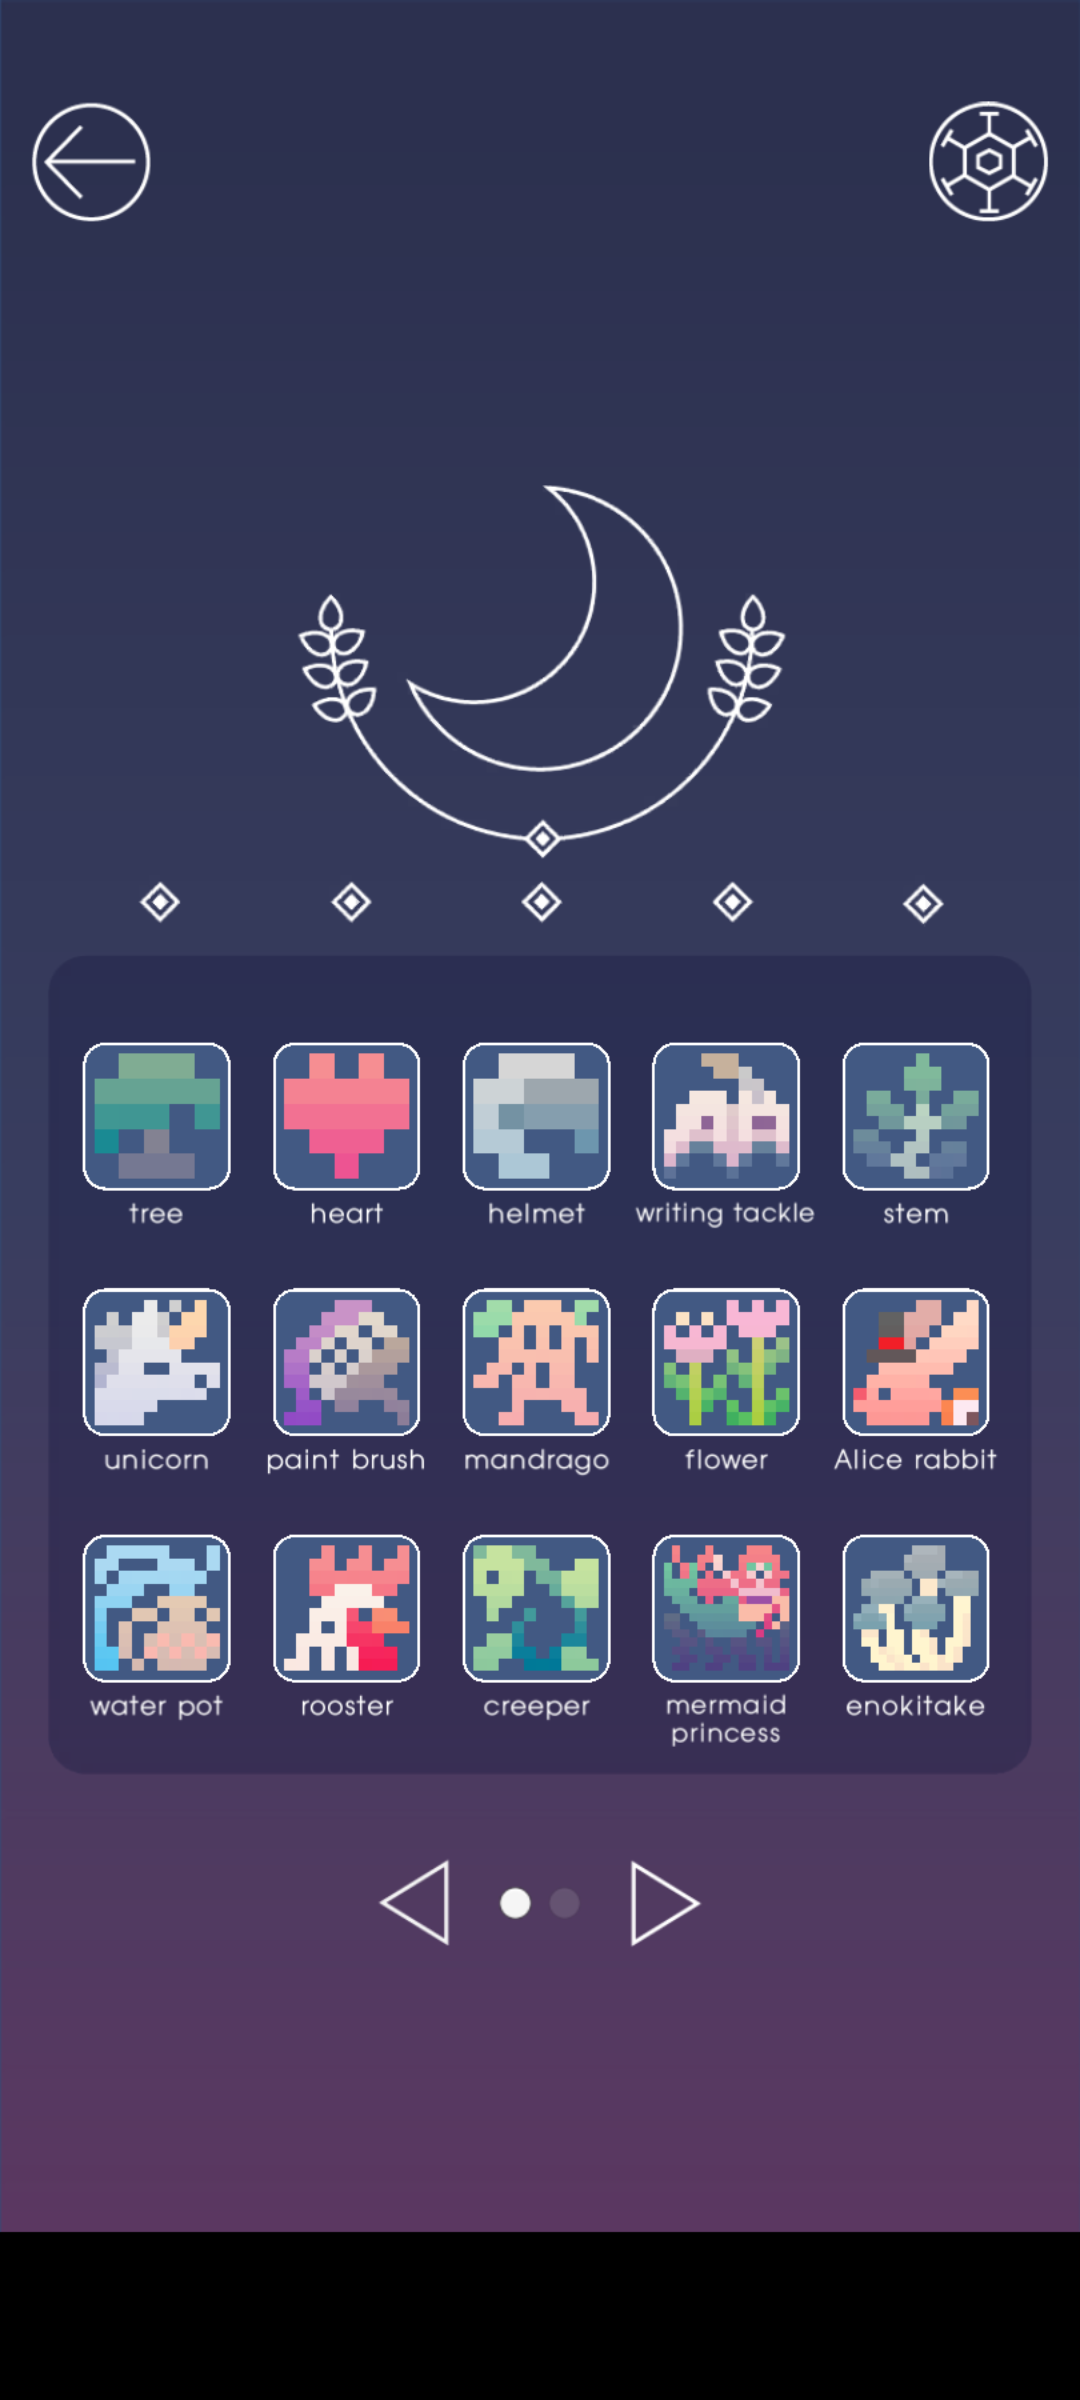 tree
heart
helmet
writing tackle
stem
unicorn
paint brush
mandrago
flower
Alice rabbit
water pot
rooster
creeper
mermaid
princess
enokitake